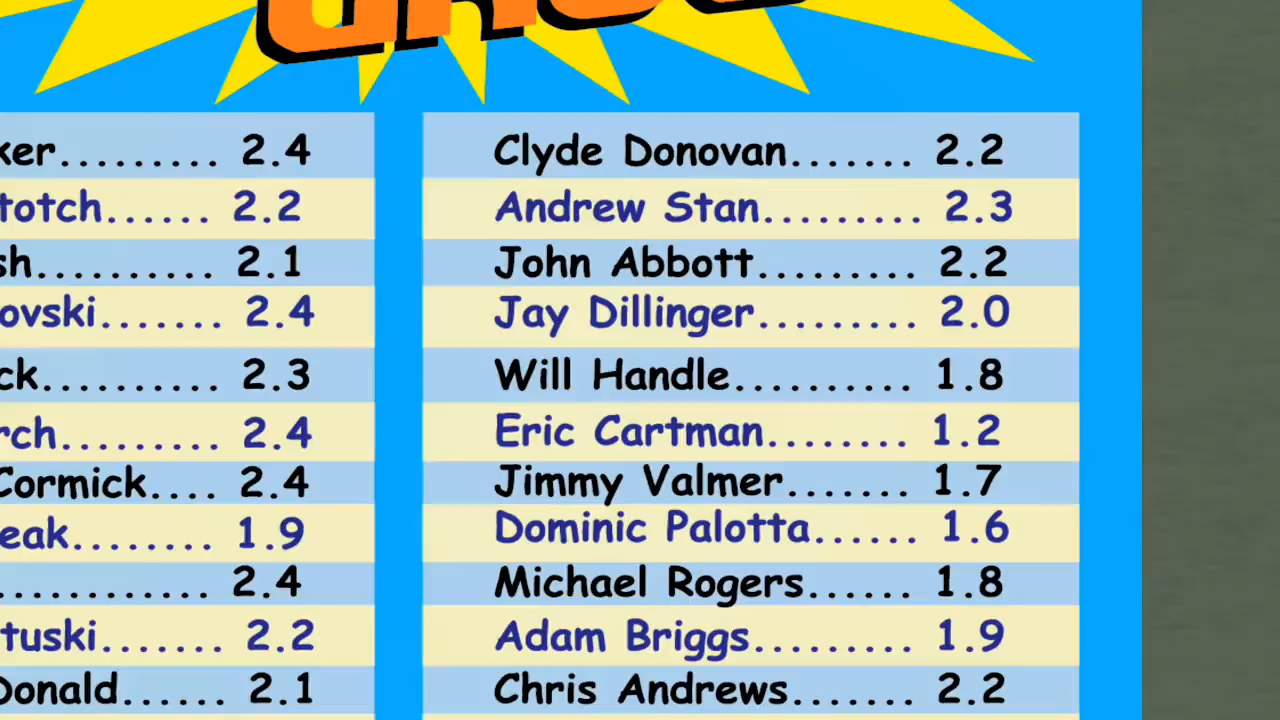 ker......... 2.4
totch...... 2.2
sh.......... 2.1
ovski....... 2.4
ck.......... 2.3
rch......... 2.4
Cormick.... 2.4
eak........ 1.9
............ 2.4
tuski....... 2.2
Donald...... 2.1
Clyde Donovan....... 2.2
Andrew Stan......... 2.3
John Abbott......... 2.2
Jay Dillinger......... 2.0
Will Handle.......... 1.8
Eric Cartman........ 1.2
Jimmy Valmer....... 1.7
Dominic Palotta...... 1.6
Michael Rogers...... 1.8
Adam Briggs......... 1.9
Chris Andrews....... 2.2